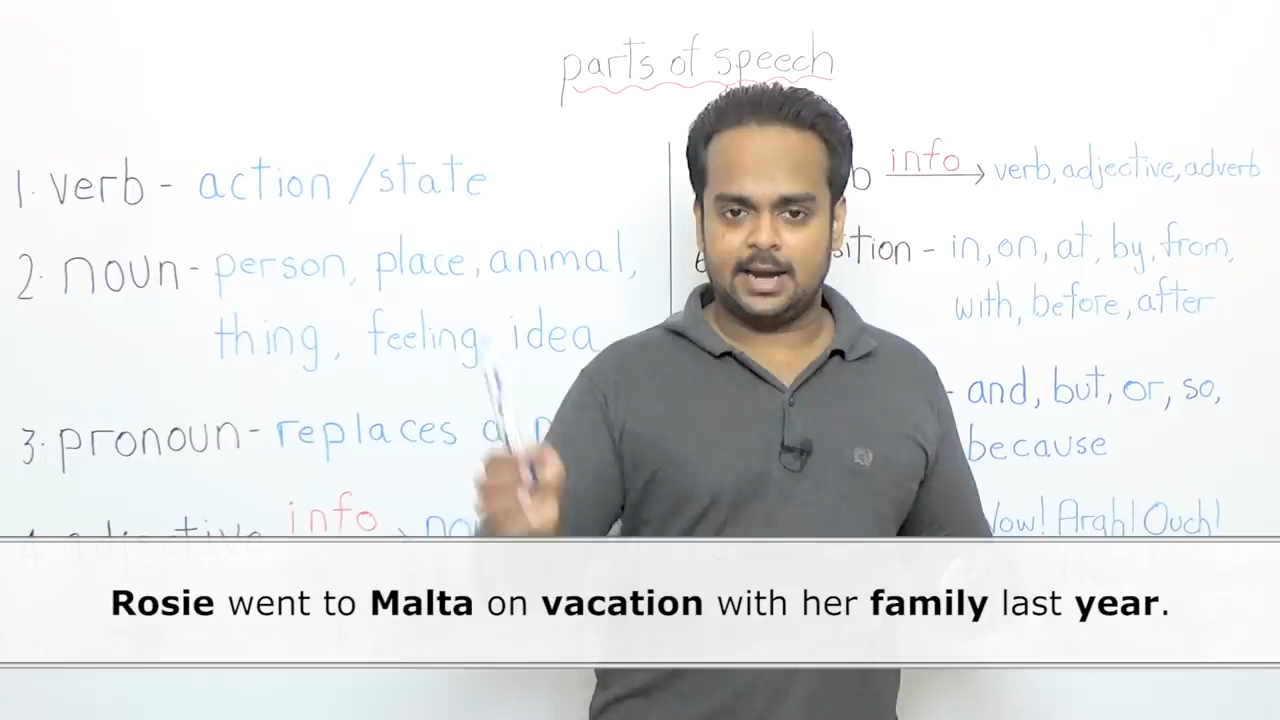 parts of speech
1. verb - action / state
2. noun - person, place, animal,
thing, feeling, idea
3. pronoun - replaces a
4. adjective info
info verb, adjective, adverb
- in, on, at, by, from,
with, before, after
- and, but, or, so,
because
Wow! Argh! Ouch!
Rosie went to Malta on vacation with her family last year.